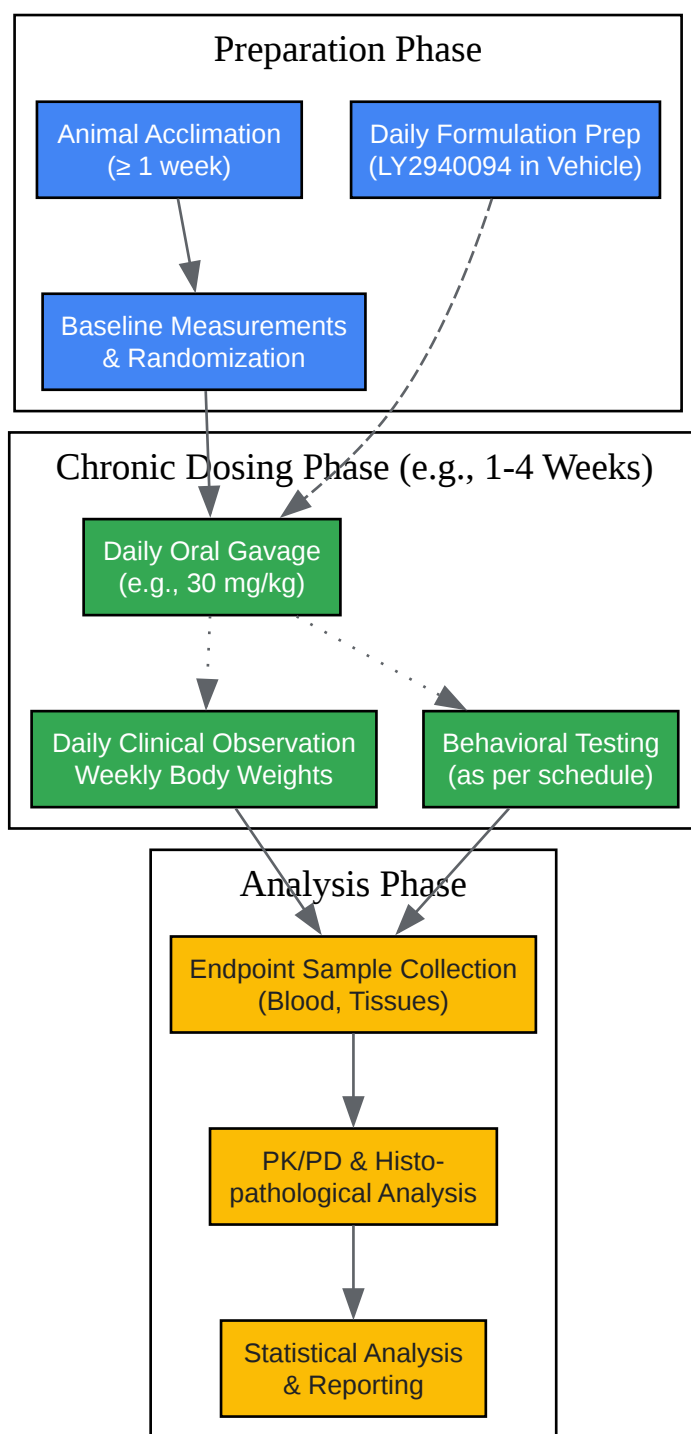 Preparation Phase
Animal Acclimation
(≥ 1 week)
Daily Formulation Prep
(LY2940094 in Vehicle)
Baseline Measurements
& Randomization
Chronic Dosing Phase (e.g., 1-4 Weeks)
Daily Oral Gavage
(e.g., 30 mg/kg)
Daily Clinical Observation
Weekly Body Weights
Behavioral Testing
(as per schedule)
Analysis Phase
Endpoint Sample Collection
(Blood, Tissues)
PK/PD & Histo-
pathological Analysis
Statistical Analysis
& Reporting